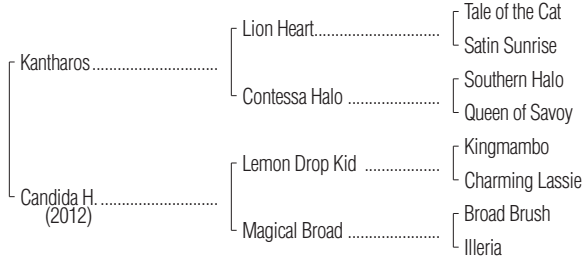 Tale of the Cat
Lion Heart..................................
Satin Sunrise
Kantharos..............................
Southern Halo
Contessa Halo ........................
Queen of Savoy
Kingmambo
Lemon Drop Kid ....................
Charming Lassie
Candida H. ............................
(2012)
Broad Brush
Magical Broad ........................
Illeria